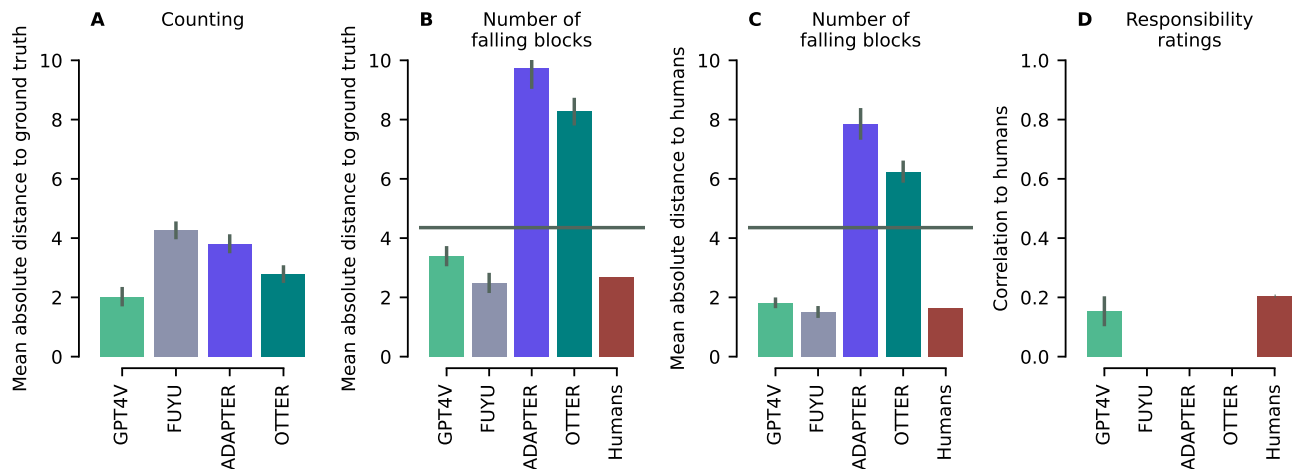 A Counting
Mean absolute distance to ground truth
10
8
6
4
2
0
GPT4V
FUYU
ADAPTER
OTTER
B Number of
falling blocks
Mean absolute distance to ground truth
10
8
6
4
2
0
GPT4V
FUYU
ADAPTER
OTTER
Humans
C Number of
falling blocks
Mean absolute distance to humans
10
8
6
4
2
0
GPT4V
FUYU
ADAPTER
OTTER
Humans
D Responsibility
ratings
Correlation to humans
1.0
0.8
0.6
0.4
0.2
0.0
GPT4V
FUYU
ADAPTER
OTTER
Humans